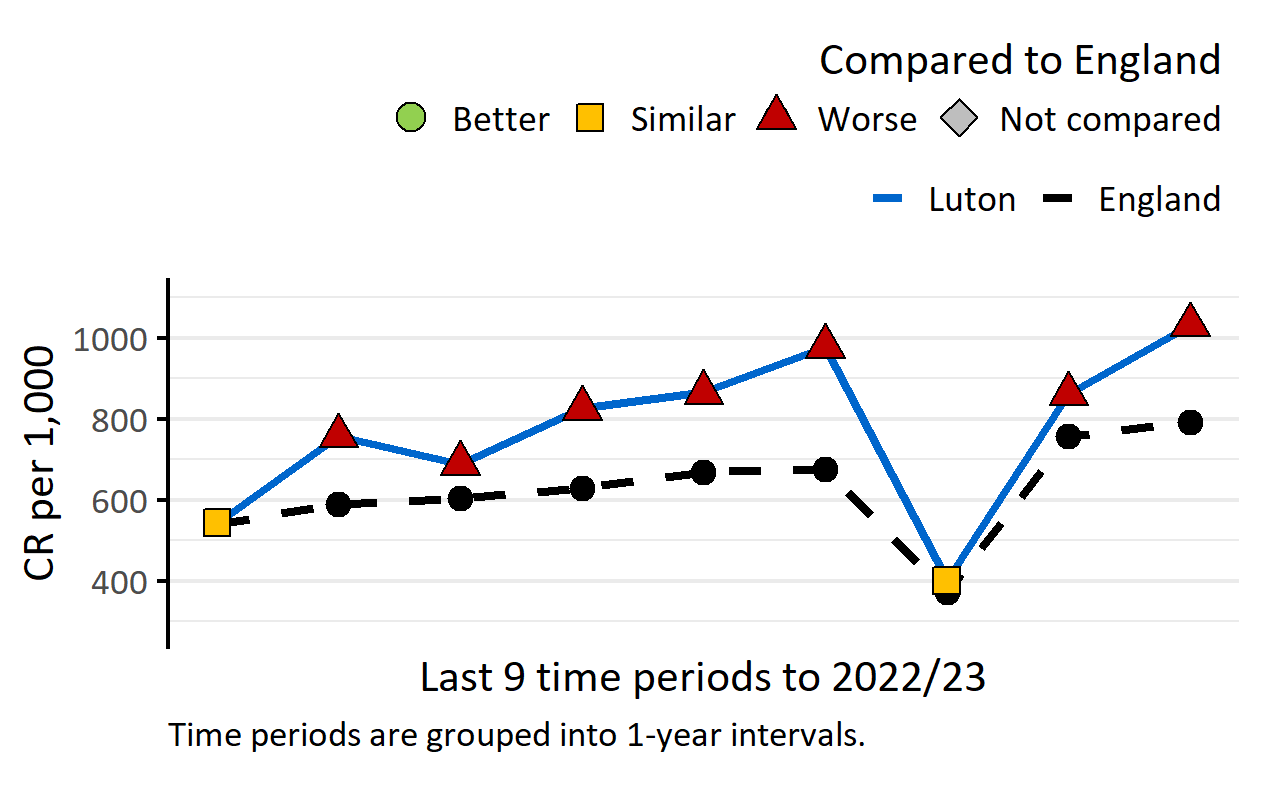 Compared to England
Better Similar Worse Not compared
Luton England
CR per 1,000
1000
800
600
400
Last 9 time periods to 2022/23
Time periods are grouped into 1-year intervals.